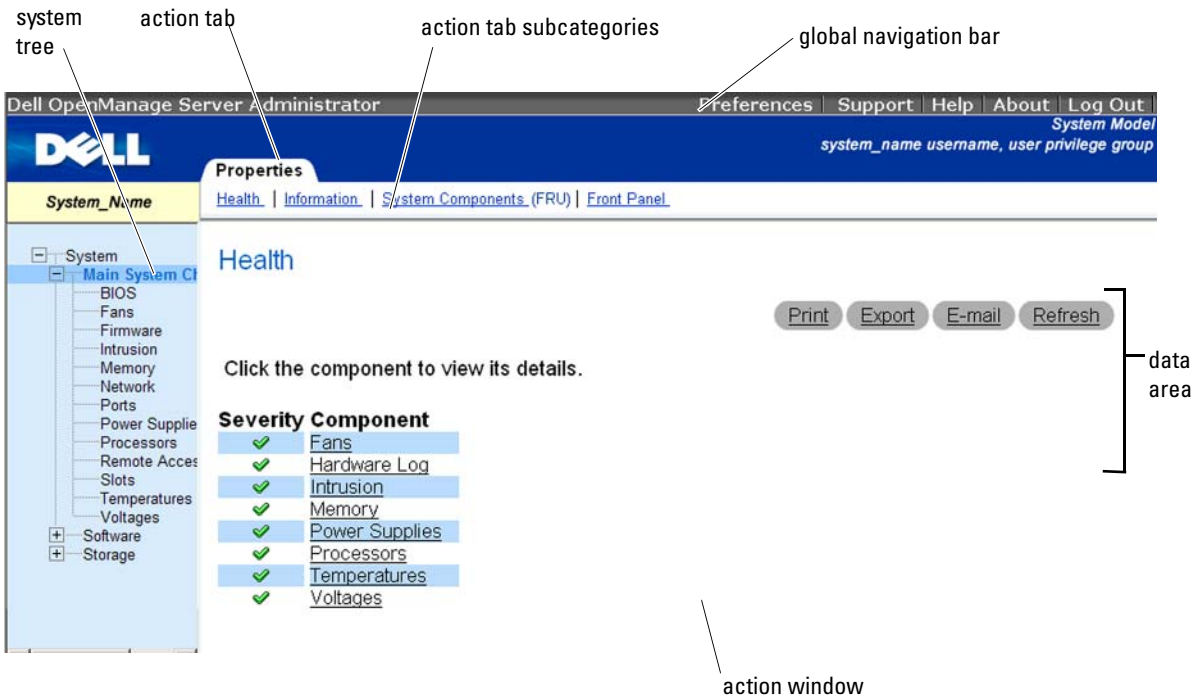 system tree
action tab
action tab subcategories
global navigation bar
Dell OpenManage Server Administrator
Preferences | Support | Help | About | Log Out |
System Model
DELL
system_name username, user privilege group
Properties
System_Name
Health | Information | System Components (FRU) | Front Panel
System
Main System Ch
BIOS
Fans
Firmware
Intrusion
Memory
Network
Ports
Power Supplie
Processors
Remote Acces
Slots
Temperatures
Voltages
Software
Storage
Health
Print
Export
E-mail
Refresh
data area
Click the component to view its details.
Severity Component
Fans
Hardware Log
Intrusion
Memory
Power Supplies
Processors
Temperatures
Voltages
action window